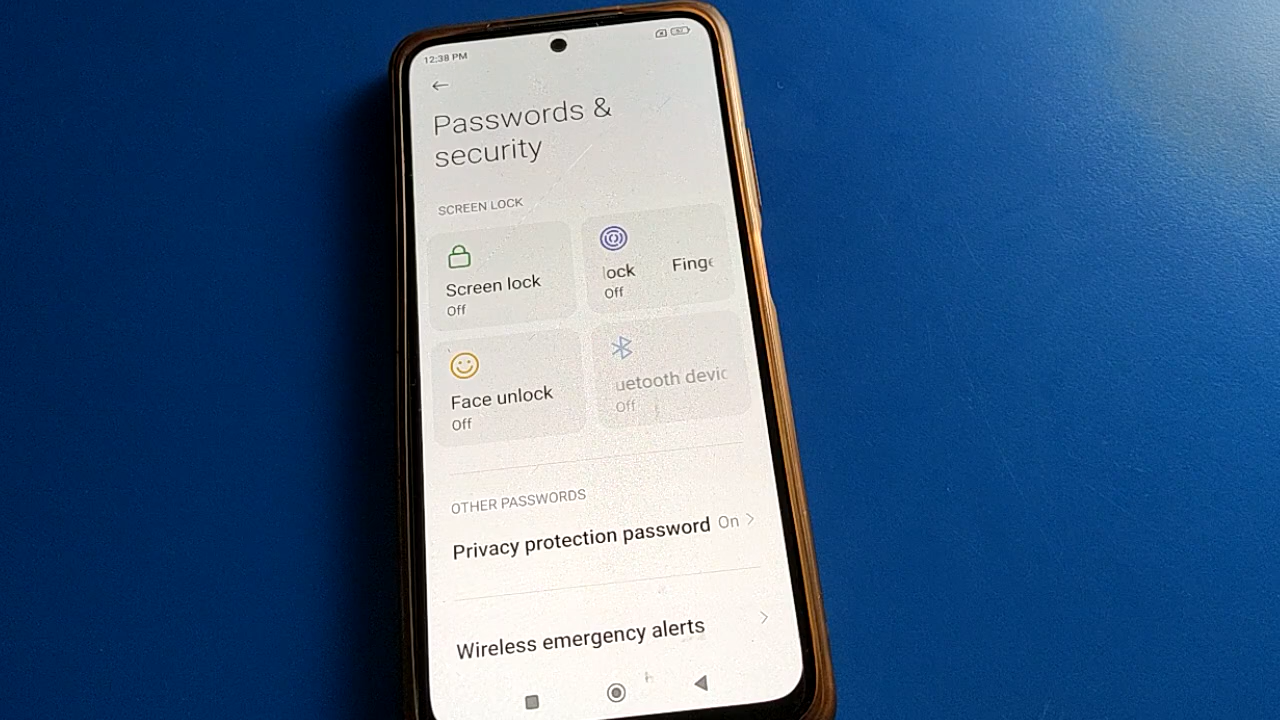 12:38 PM
Passwords &
security
SCREEN LOCK
Screen lock
Off
lock Finge
Off
Face unlock
Off
uetooth devic
Off
OTHER PASSWORDS
Privacy protection password On
Wireless emergency alerts